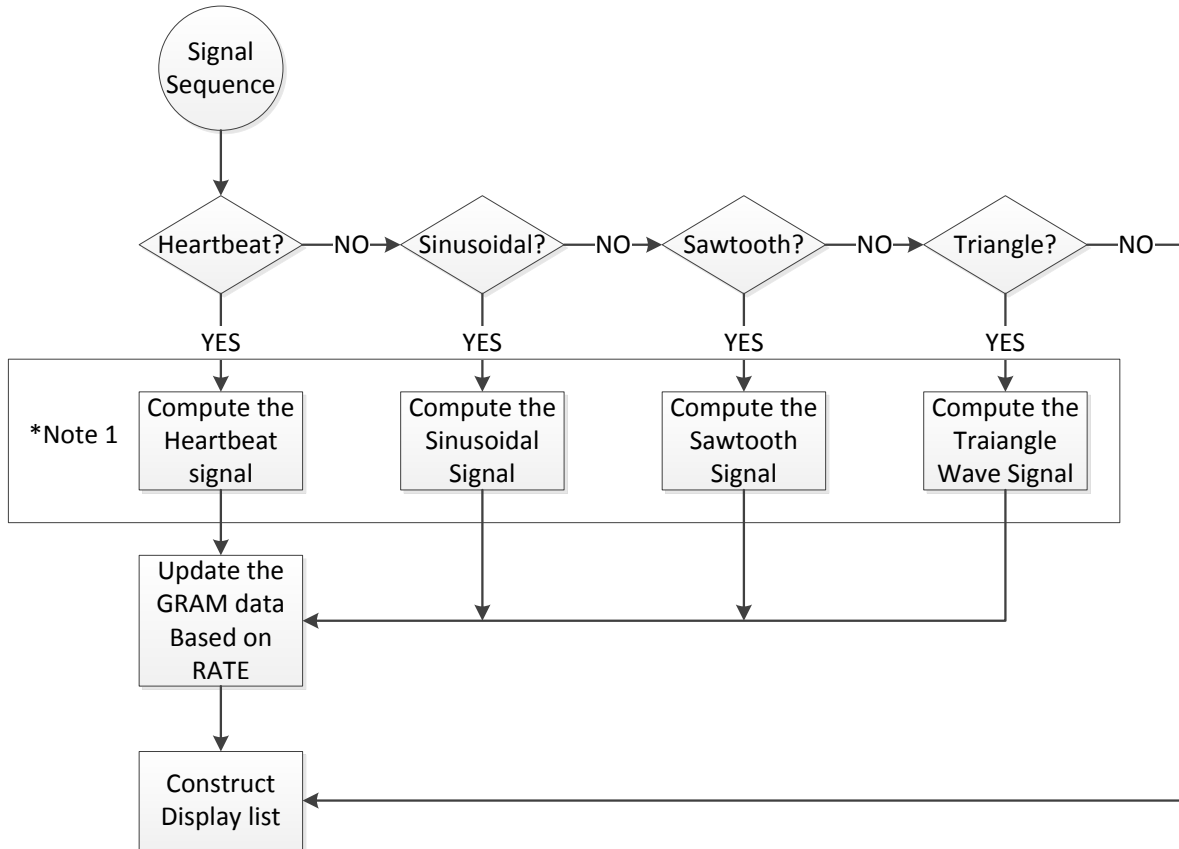 Signal
Sequence
Heartbeat?
NO
Sinusoidal?
NO
Sawtooth?
NO
Triangle?
NO
YES
YES
YES
YES
*Note 1
Compute the
Heartbeat
signal
Compute the
Sinusoidal
Signal
Compute the
Sawtooth
Signal
Compute the
Traiangle
Wave Signal
Update the
GRAM data
Based on
RATE
Construct
Display list